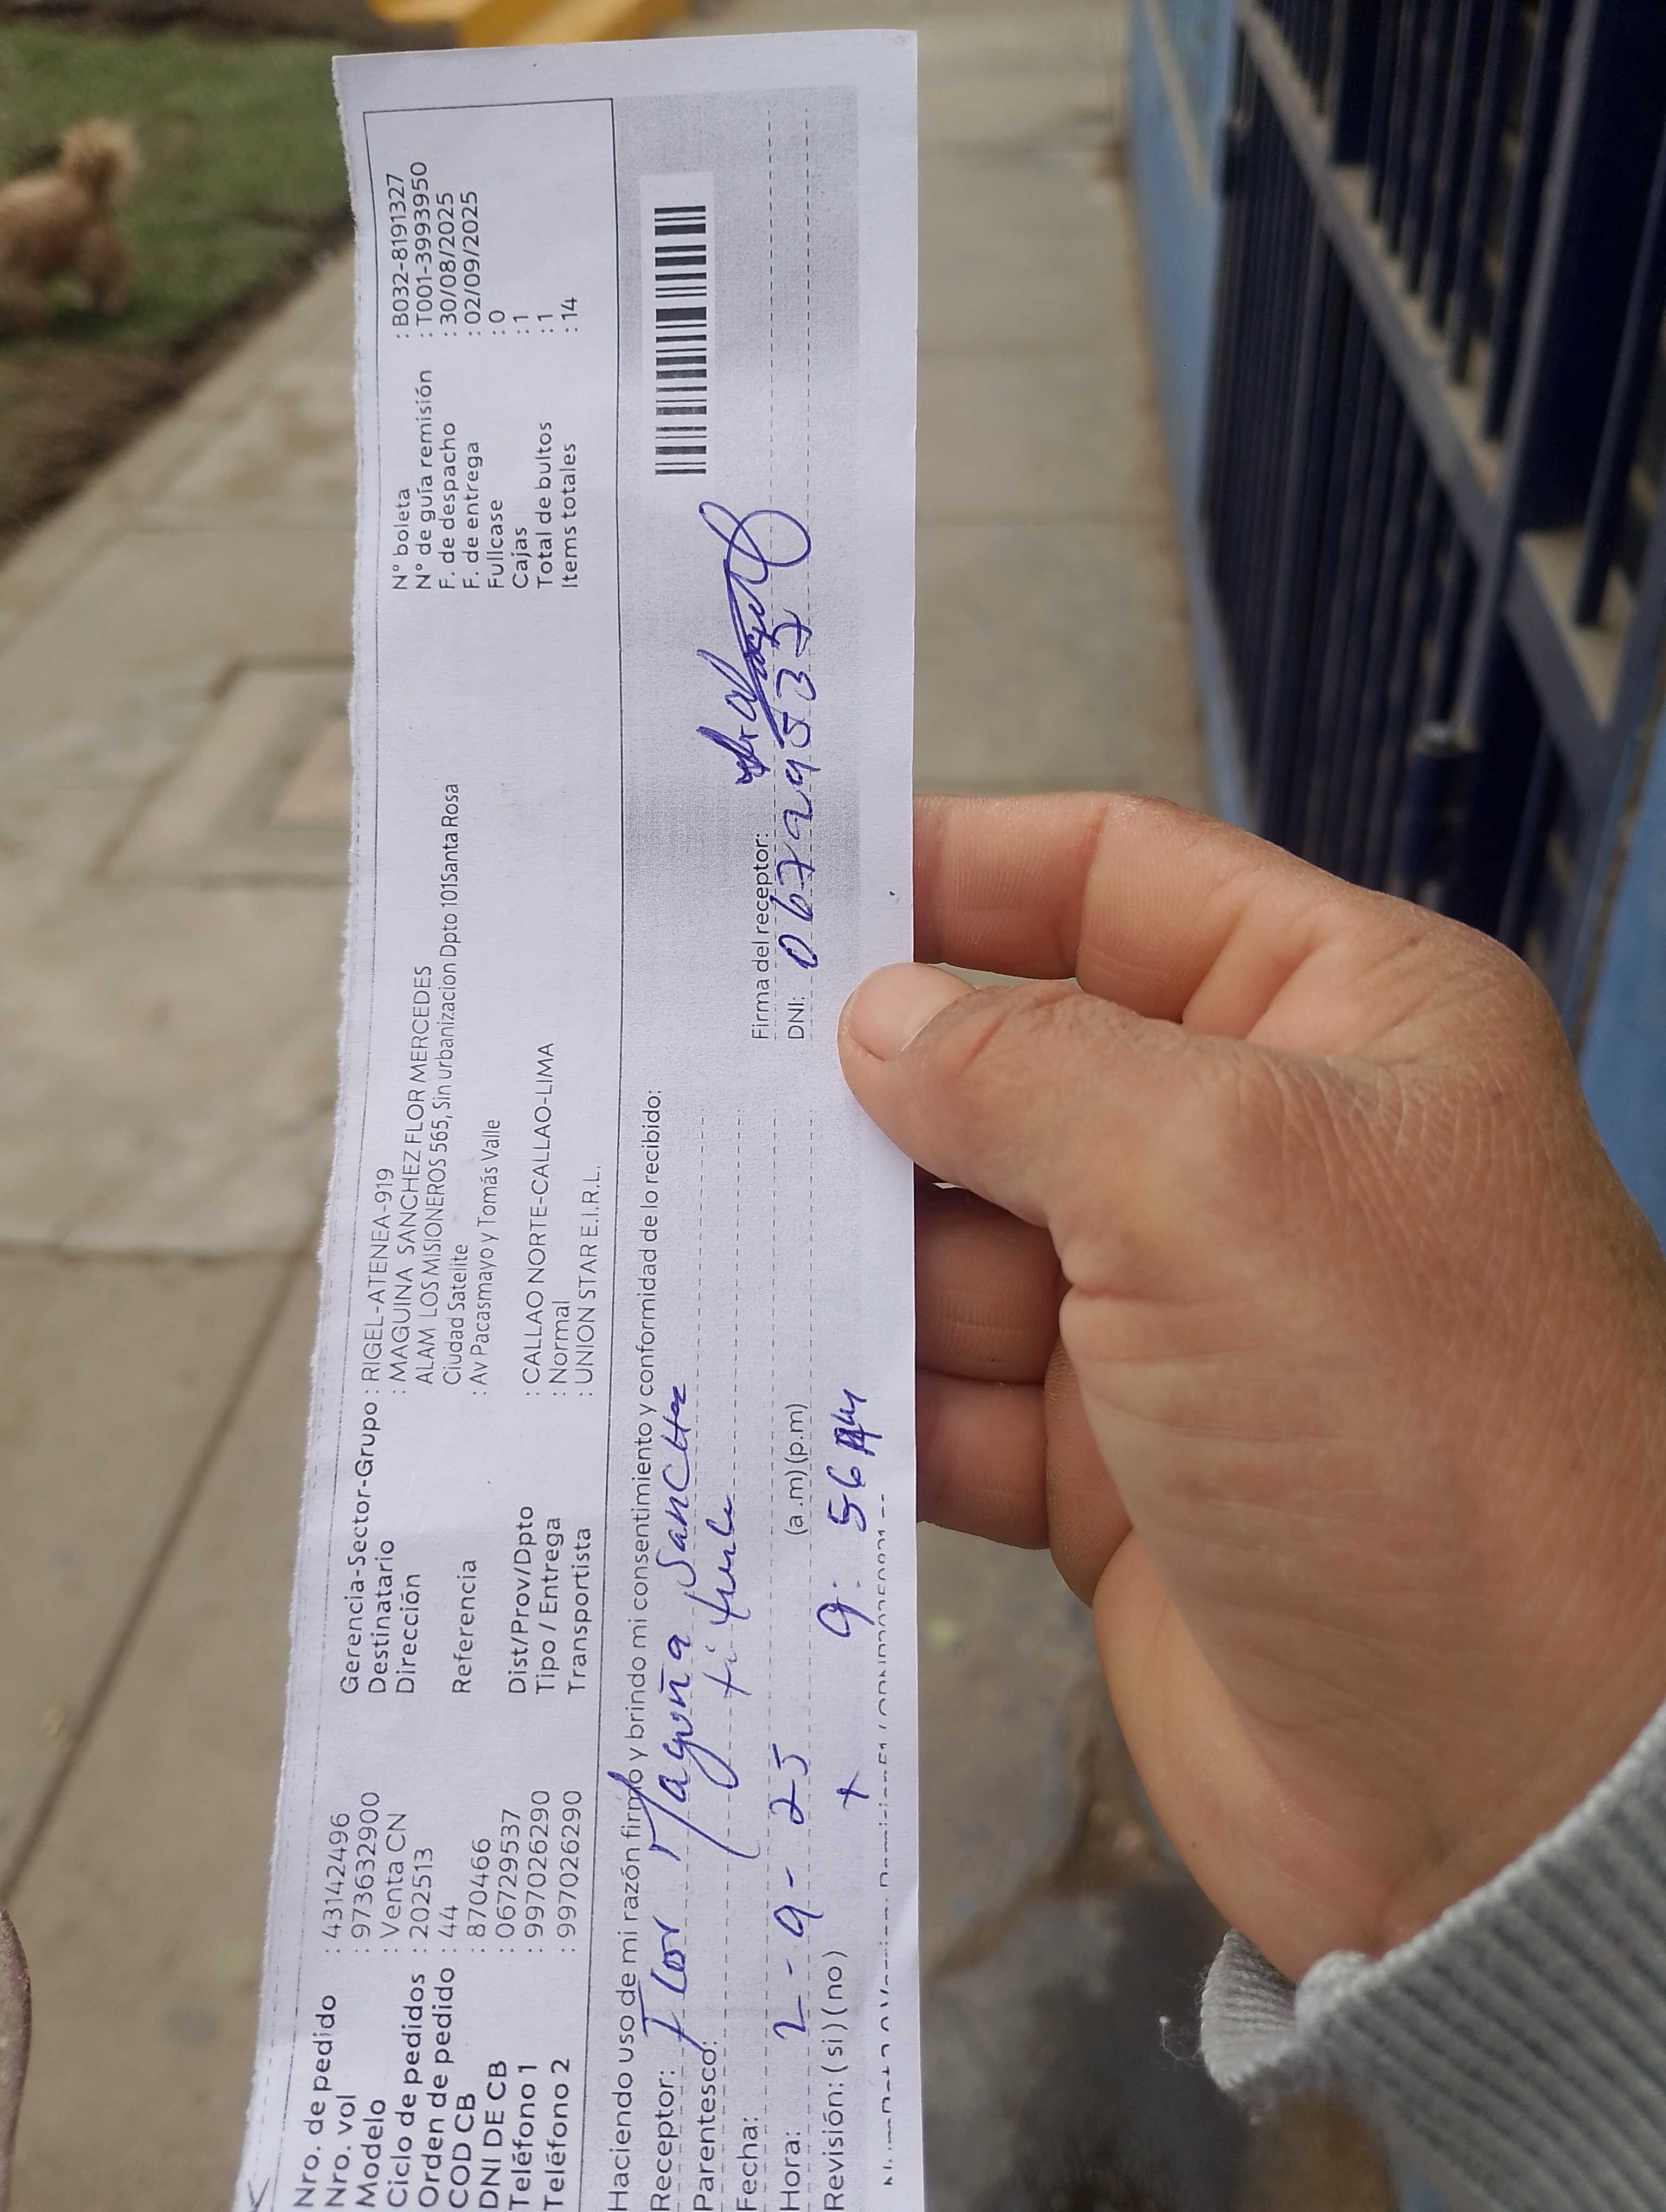 Nro. de pedido : 43142496
Nro. vol : 973632900
Modelo : Venta CN
Ciclo de pedidos : 202513
Orden de pedido : 44
COD CB : 870466
DNI DE CB : 06729537
Teléfono 1 : 997026290
Teléfono 2 : 997026290
Gerencia-Sector-Grupo : RIGEL-ATENEA-919
Destinatario : MAGUINA SANCHEZ FLOR MERCEDES
Dirección ALAM LOS MISIONEROS 565, Sin urbanizacion Dpto 101Santa Rosa
Ciudad Satelite
Referencia : Av Pacasmayo y Tomás Valle
Dist/Prov/Dpto : CALLAO NORTE-CALLAO-LIMA
Tipo / Entrega : Normal
Transportista : UNION STAR E.I.R.L.
N° boleta : B032-8191327
N° de guía remisión : T001-3993950
F. de despacho : 30/08/2025
F. de entrega : 02/09/2025
Fullcase : 0
Cajas : 1
Total de bultos : 1
Items totales : 14
Haciendo uso de mi razón firmo y brindo mi consentimiento y conformidad de lo recibido:
Receptor: Flor Maguiña Sanchez
Parentesco:
Fecha: 2-9-25
Hora: (a.m) (p.m)
9:56
Revisión: (si) (no)
Firma del receptor:
DNI: 06729537